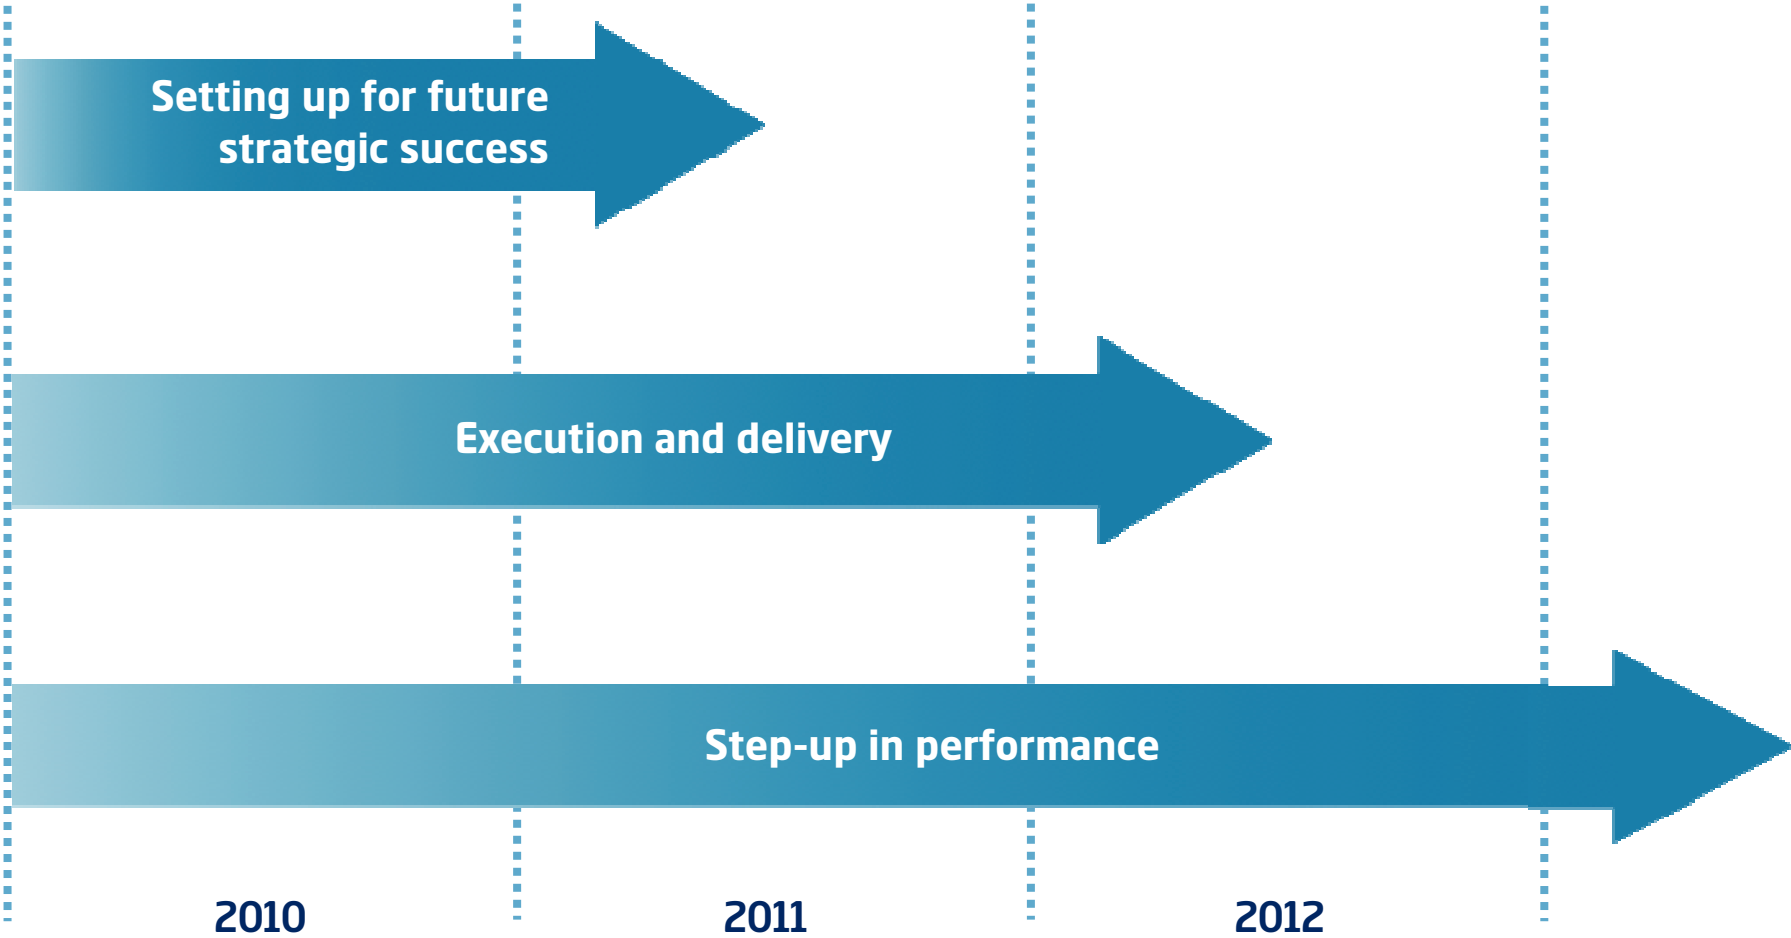 Setting up for future
strategic success
Execution and delivery
Step-up in performance
2010
2011
2012